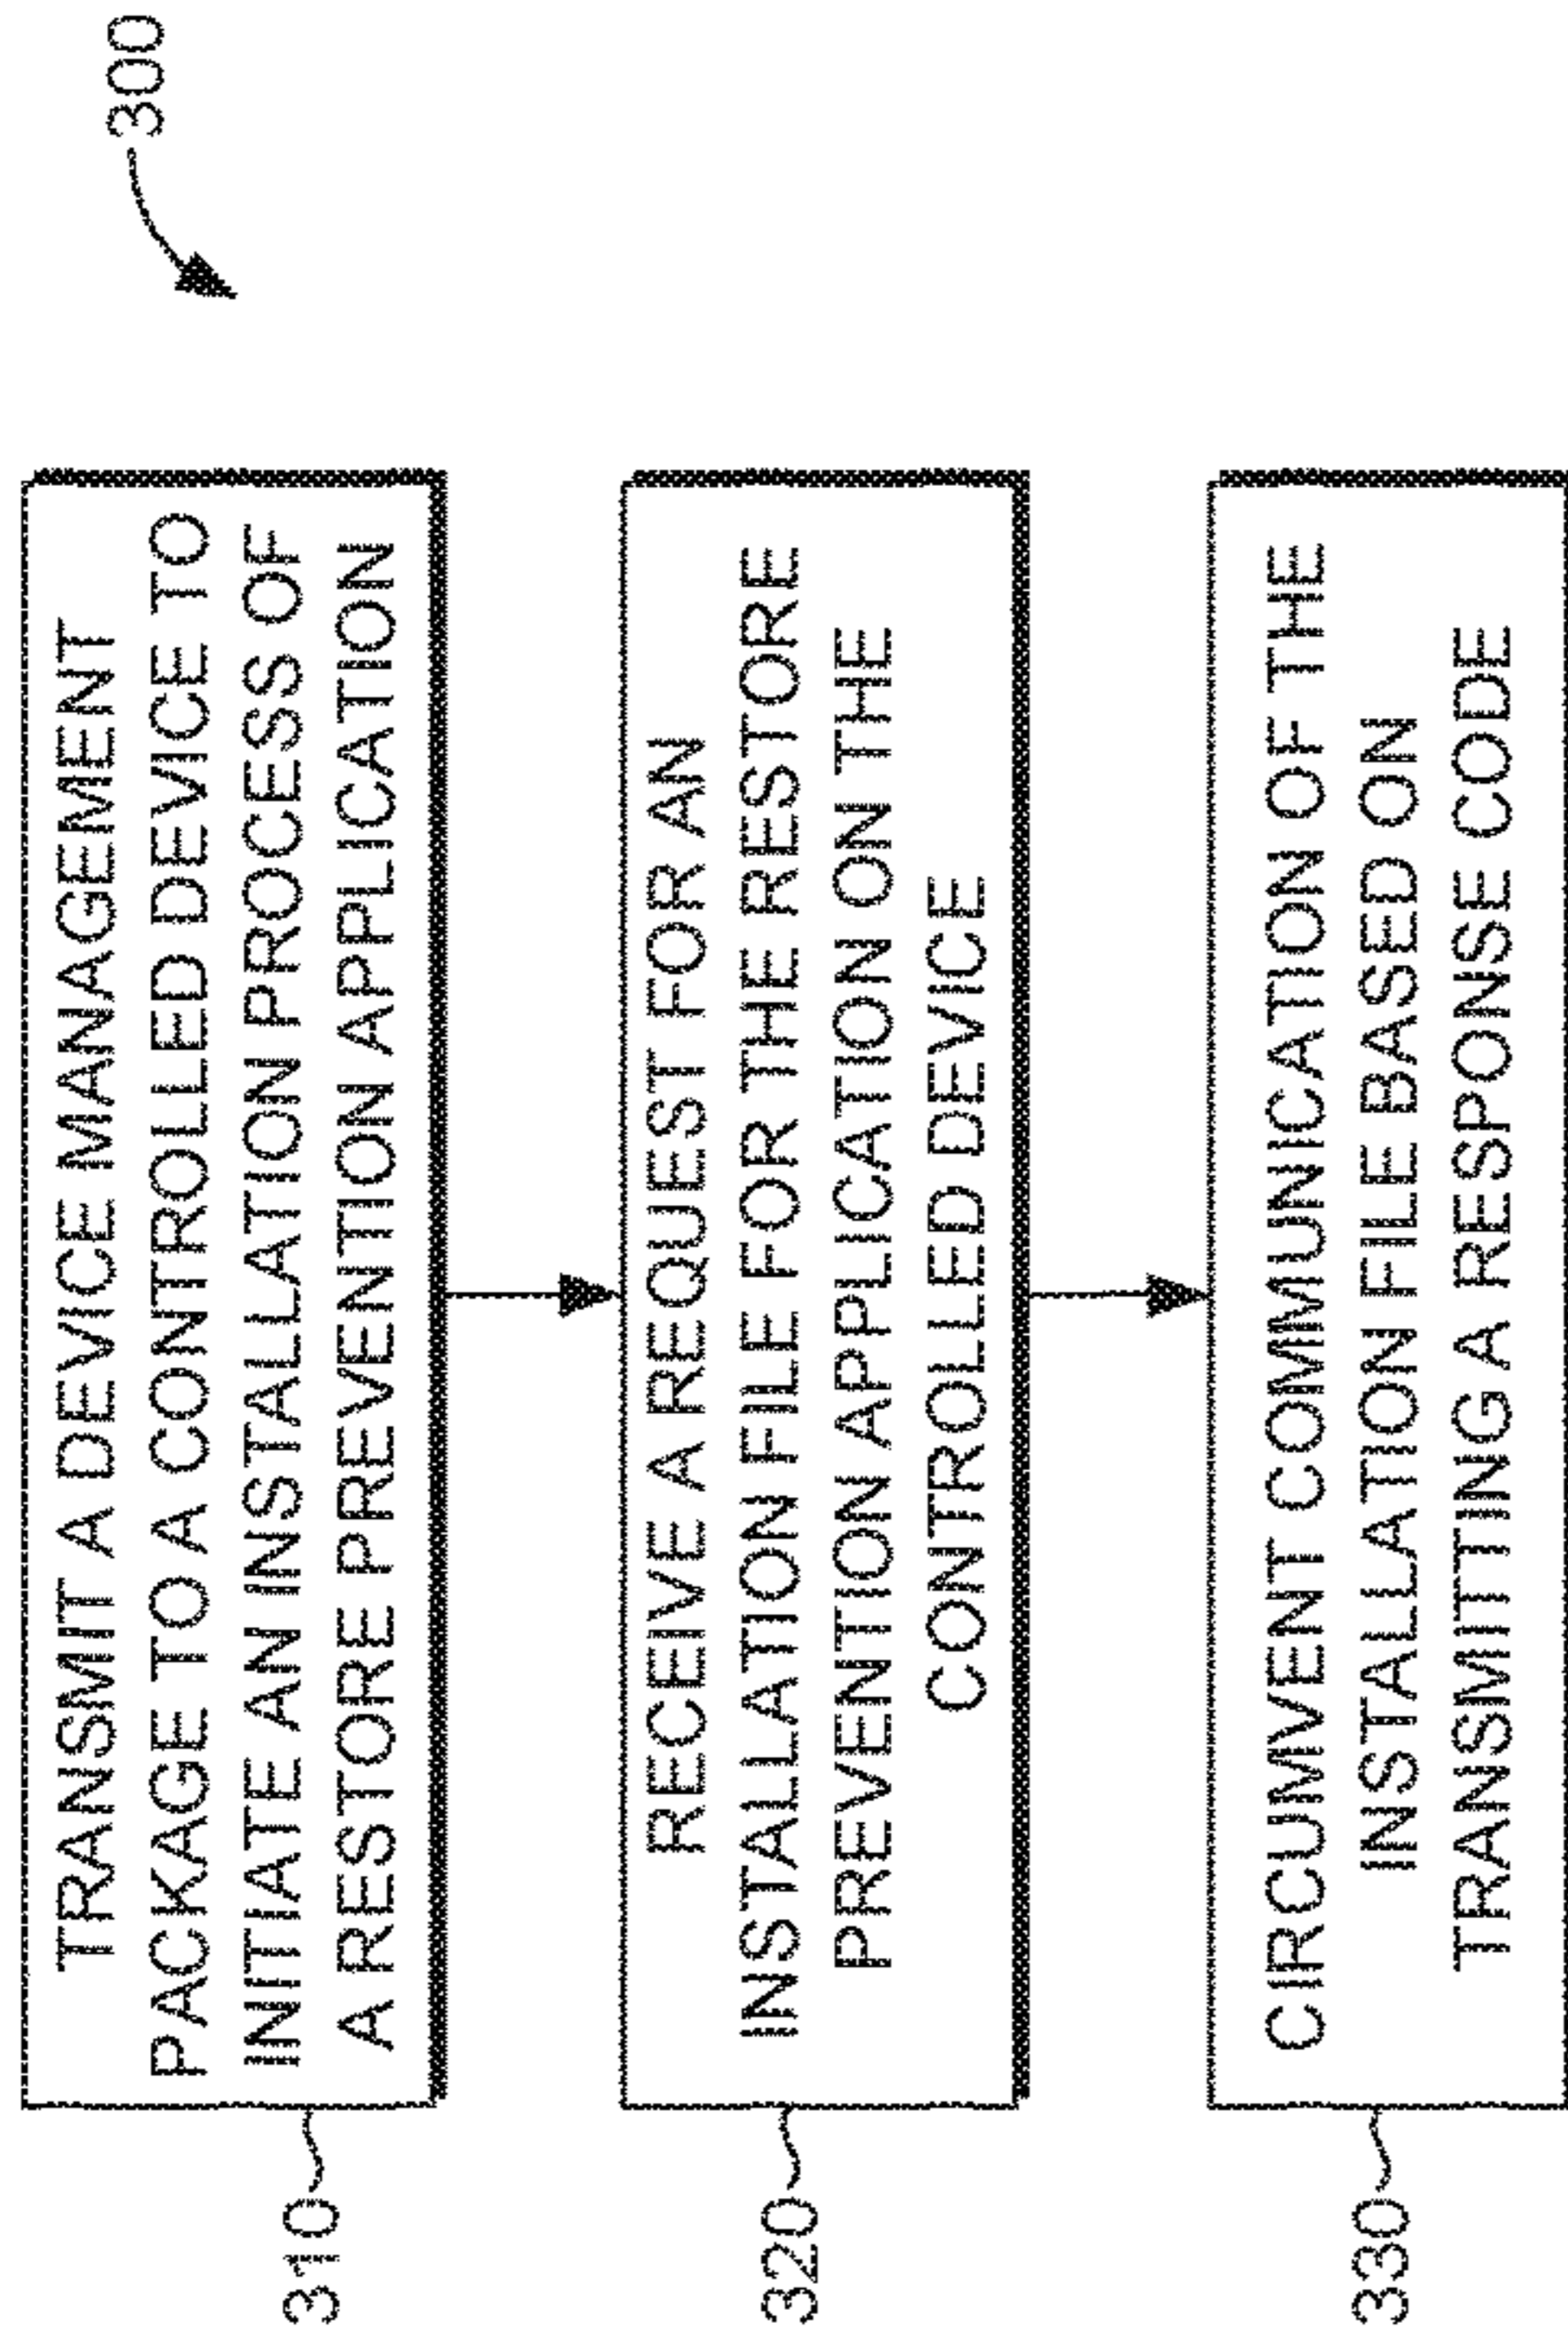 300
310
TRANSMIT A DEVICE MANAGEMENT
PACKAGE TO A CONTROLLED DEVICE TO
INITIATE AN INSTALLATION PROCESS OF
A RESTORE PREVENTION APPLICATION
320
RECEIVE A REQUEST FOR AN
INSTALLATION FILE FOR THE RESTORE
PREVENTION APPLICATION ON THE
CONTROLLED DEVICE
330
CIRCUMVENT COMMUNICATION OF THE
INSTALLATION FILE BASED ON
TRANSMITTING A RESPONSE CODE